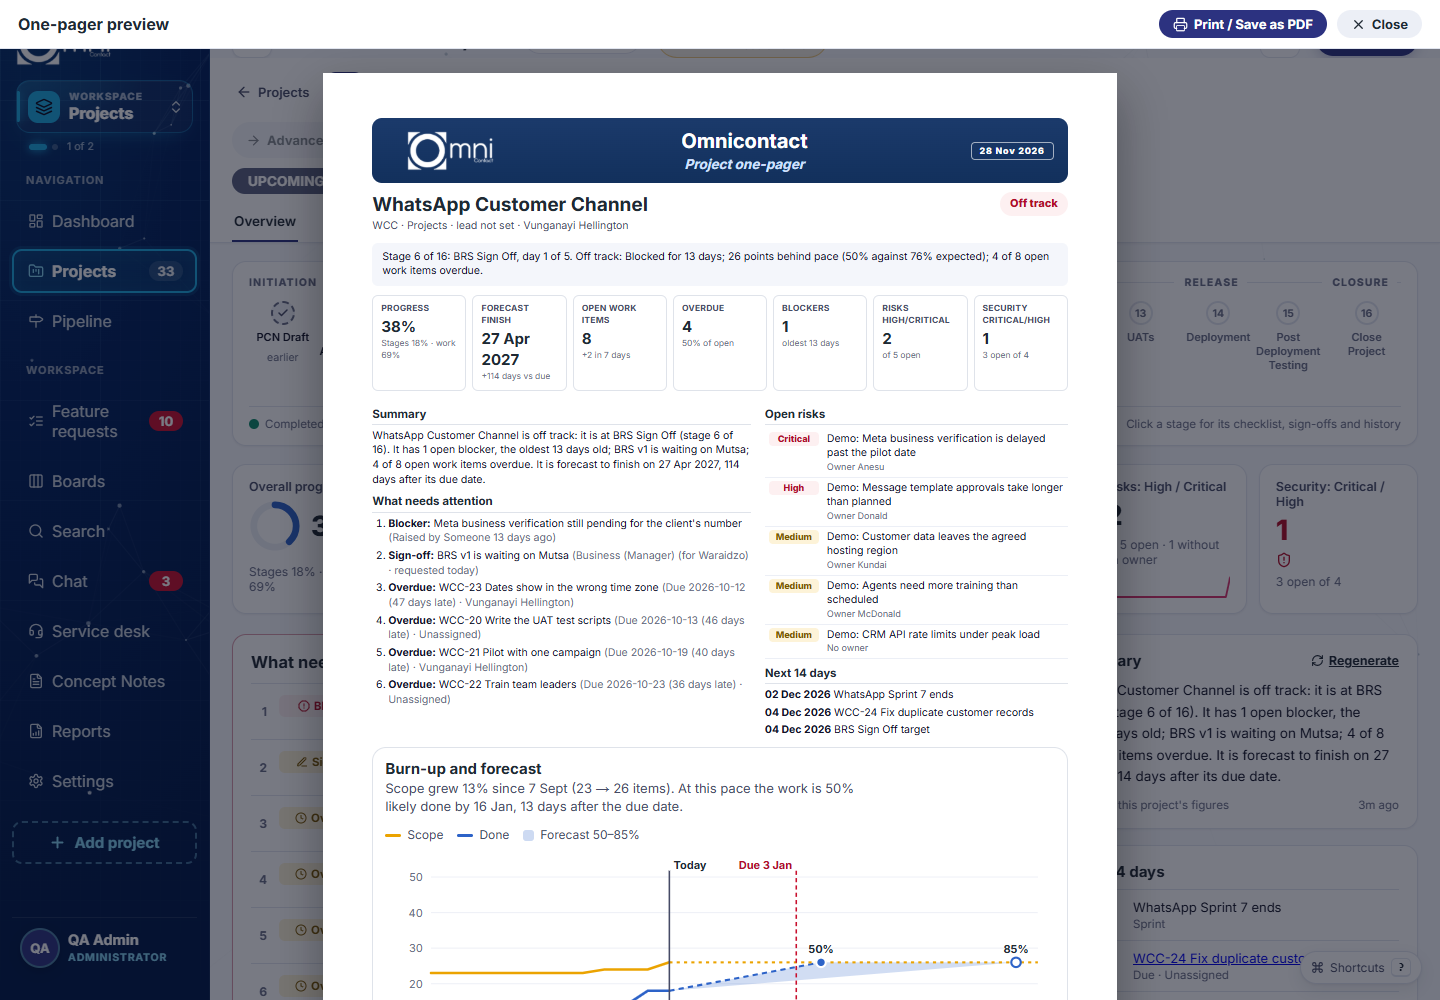 One-pager preview
Print / Save as PDF
Close
WORKSPACE
Projects
1 of 2
NAVIGATION
Dashboard
Projects 33
Pipeline
WORKSPACE
Feature requests 10
Boards
Search
Chat 3
Service desk
Concept Notes
Reports
Settings
+ Add project
QA
QA Admin
ADMINISTRATOR
Projects
Advance
UPCOMING
Overview
INITIATION
PCN Draft
earlier
Completed
Overall prog
Stages 18% ·
69%
What nee
1
2
3
4
5
6
Omni
Contact
Omnicontact
Project one-pager
28 Nov 2026
WhatsApp Customer Channel
Off track
WCC · Projects · lead not set · Vunganayi Hellington
Stage 6 of 16: BRS Sign Off, day 1 of 5. Off track: Blocked for 13 days; 26 points behind pace (50% against 76% expected); 4 of 8 open
work items overdue.
PROGRESS
38%
Stages 18% · work
69%
FORECAST
FINISH
27 Apr
2027
+114 days vs due
OPEN WORK
ITEMS
8
+2 in 7 days
OVERDUE
4
50% of open
BLOCKERS
1
oldest 13 days
RISKS
HIGH/CRITICAL
2
of 5 open
SECURITY
CRITICAL/HIGH
1
3 open of 4
Summary
WhatsApp Customer Channel is off track: it is at BRS Sign Off (stage 6 of
16). It has 1 open blocker, the oldest 13 days old; BRS v1 is waiting on Mutsa;
4 of 8 open work items overdue. It is forecast to finish on 27 Apr 2027, 114
days after its due date.
What needs attention
1. Blocker: Meta business verification still pending for the client's number
(Raised by Someone 13 days ago)
2. Sign-off: BRS v1 is waiting on Mutsa (Business (Manager) (for Waraidzo)
· requested today)
3. Overdue: WCC-23 Dates show in the wrong time zone (Due 2026-10-12
(47 days late) · Vunganayi Hellington)
4. Overdue: WCC-20 Write the UAT test scripts (Due 2026-10-13 (46 days
late) · Unassigned)
5. Overdue: WCC-21 Pilot with one campaign (Due 2026-10-19 (40 days
late) · Vunganayi Hellington)
6. Overdue: WCC-22 Train team leaders (Due 2026-10-23 (36 days late) ·
Unassigned)
Open risks
Critical Demo: Meta business verification is delayed
past the pilot date
Owner Anesu
High Demo: Message template approvals take longer
than planned
Owner Donald
Medium Demo: Customer data leaves the agreed
hosting region
Owner Kundai
Medium Demo: Agents need more training than
scheduled
Owner McDonald
Medium Demo: CRM API rate limits under peak load
No owner
Next 14 days
02 Dec 2026 WhatsApp Sprint 7 ends
04 Dec 2026 WCC-24 Fix duplicate customer records
04 Dec 2026 BRS Sign Off target
Burn-up and forecast
Scope grew 13% since 7 Sept (23 → 26 items). At this pace the work is 50%
likely done by 16 Jan, 13 days after the due date.
Scope Done Forecast 50–85%
Today Due 3 Jan
50
40
30
20
50% 85%
RELEASE CLOSURE
13 14 15 16
UATs
Deployment
Post
Deployment
Testing
Close
Project
Click a stage for its checklist, sign-offs and history
sks: High / Critical
5 open · 1 without
owner
Security: Critical /
High
1
3 open of 4
ary
Regenerate
Customer Channel is off track: it is at BRS
tage 6 of 16). It has 1 open blocker, the
ays old; BRS v1 is waiting on Mutsa; 4 of 8
items overdue. It is forecast to finish on 27
14 days after its due date.
this project's figures 3m ago
4 days
WhatsApp Sprint 7 ends
Sprint
WCC-24 Fix duplicate custo
Due · Unassigned
⌘ Shortcuts ?